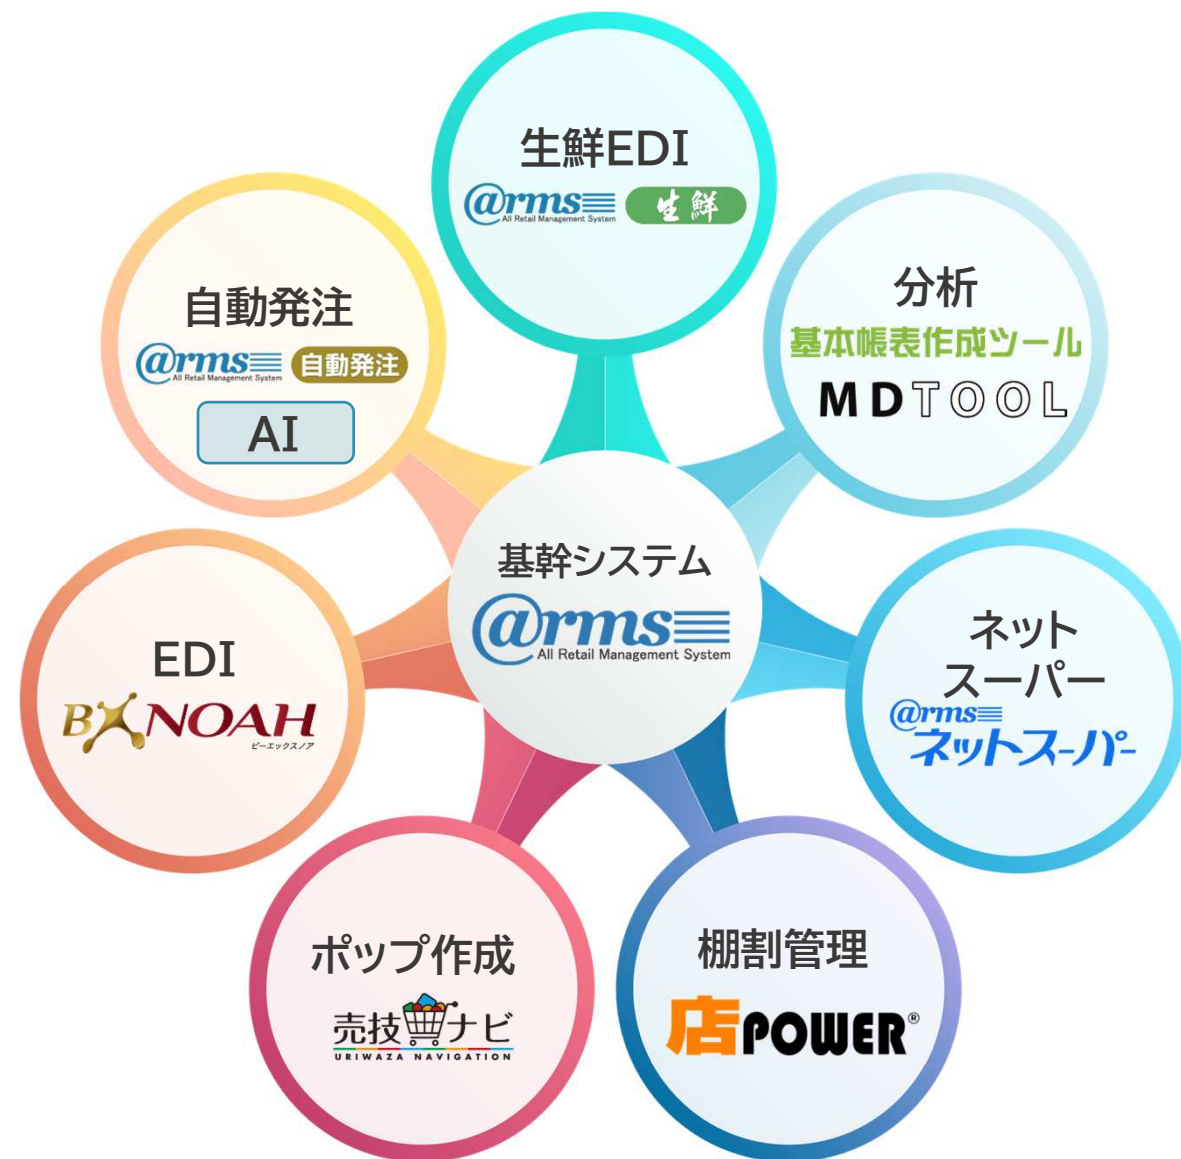 生鮮EDI
@rms 生鮮
All Retail Management System
分析
基本帳表作成ツール
MDTOOL
ネット
スーパー
@rms
ネットスーパー
棚割管理
店POWER®
ポップ作成
売技ナビ
URIWAZA NAVIGATION
EDI
BXNOAH
ビーエックスノア
自動発注
@rms 自動発注
All Retail Management System
AI
基幹システム
@rms
All Retail Management System